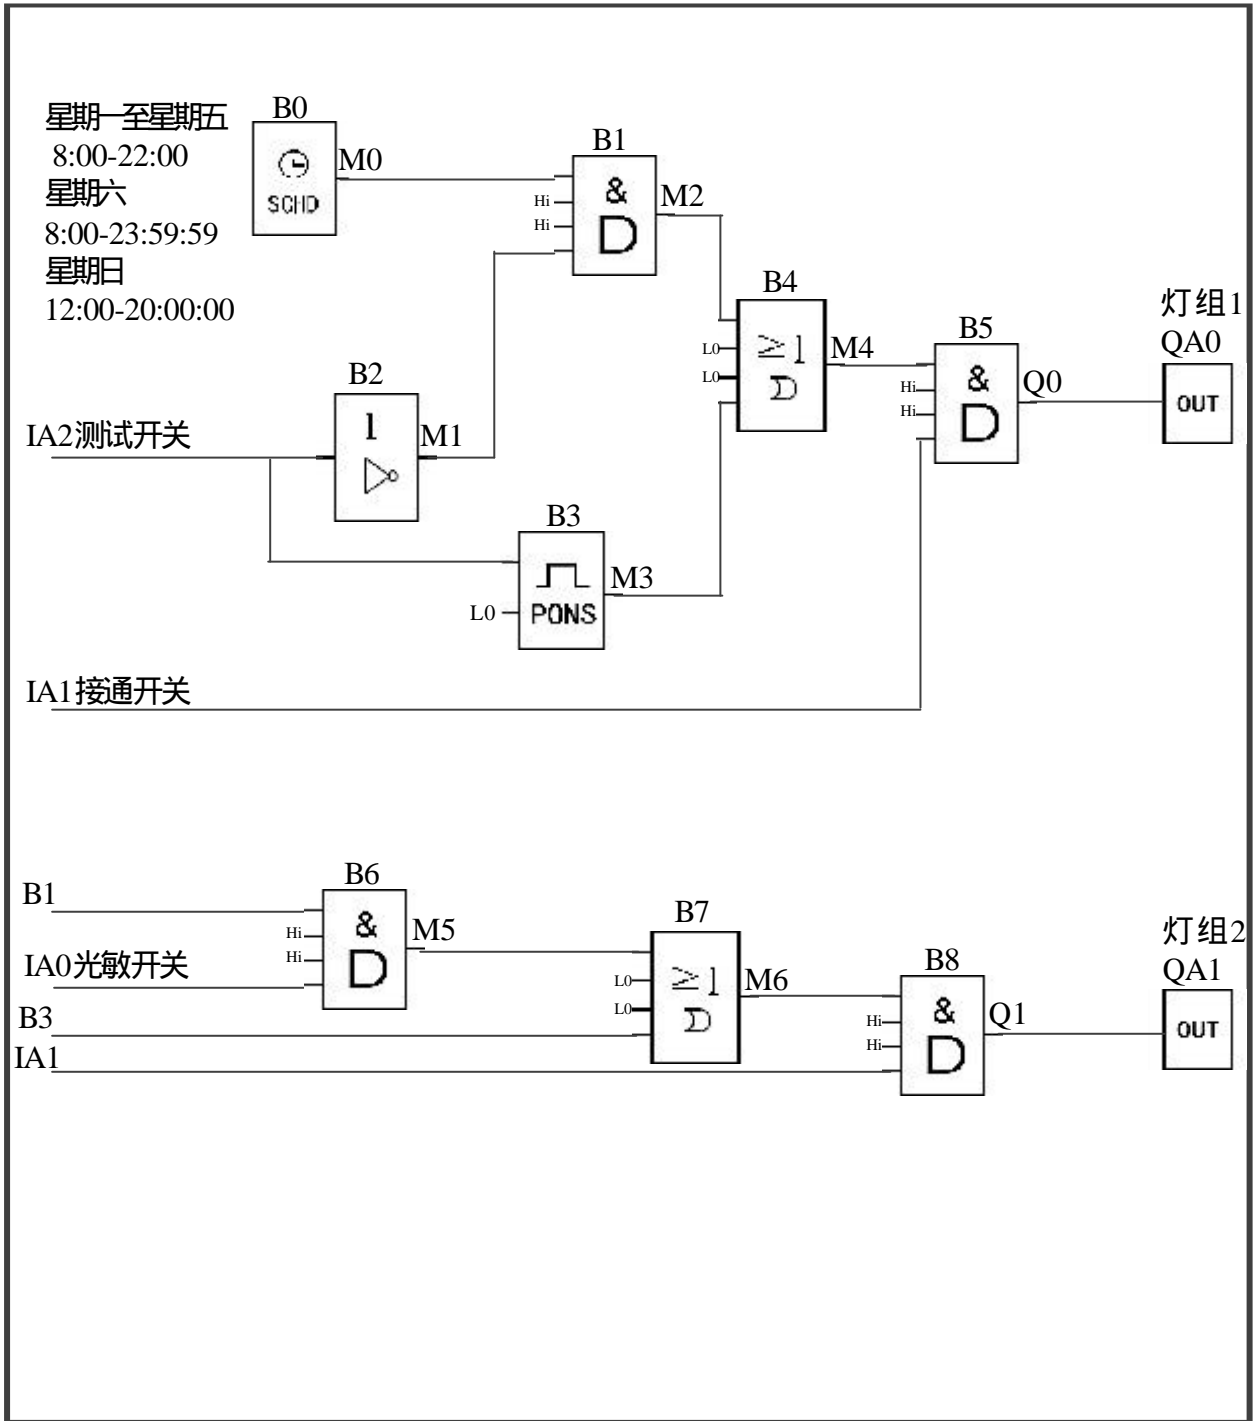 星期一至星期五
8:00-22:00
星期六
8:00-23:59:59
星期日
12:00-20:00:00
B0
SCHD
M0
B1
Hi
Hi
&
M2
B4
L0
L0
≥1
M4
B5
Hi
Hi
&
Q0
灯组1
QA0
OUT
IA2测试开关
B2
1
M1
B3
L0
PONS
M3
IA1接通开关
B1
IA0光敏开关
B3
IA1
B6
Hi
Hi
&
M5
B7
L0
L0
≥1
M6
B8
Hi
Hi
&
Q1
灯组2
QA1
OUT